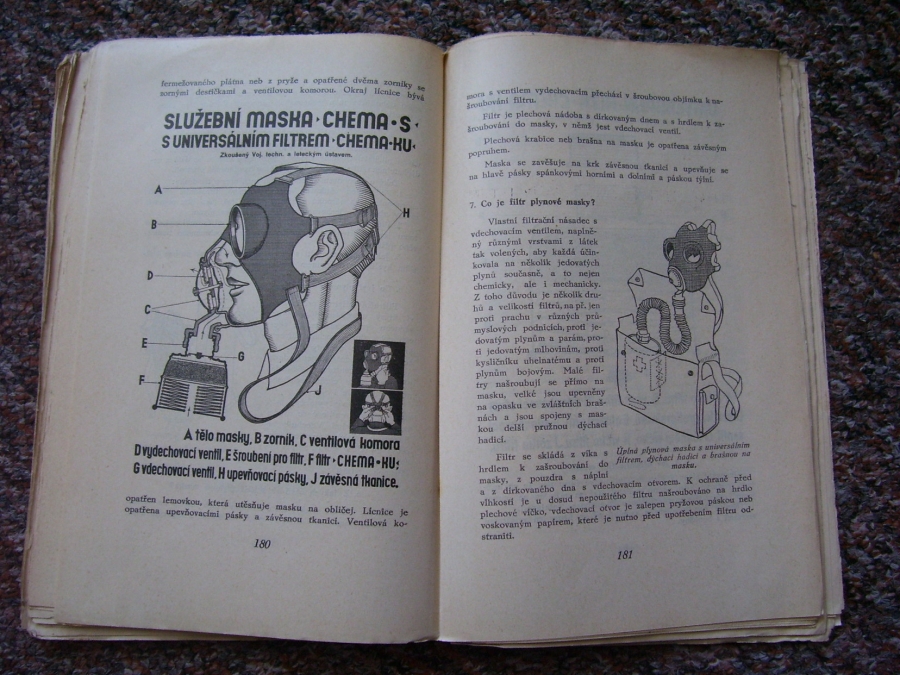 fermešovaného plátna neb z pryže a opatřené dvěma zorníky se
zornými destičkami a ventilovou komorou. Okraj lícnice bývá
SLUŽEBNÍ MASKA · CHEMA · S ·
S UNIVERSÁLNÍM FILTREM · CHEMA-KU ·
Zkoušený Voj. techn. a leteckým ústavem.
A
B
D
C
E
F
G
H
J
A tělo masky, B zorník, C ventilová komora
D vydechovací ventil, E šroubení pro filtr, F filtr · CHEMA-KU;
G vdechovací ventil, H upevňovací pásky, J závěsná tkanice.
opatřen lemovkou, která utěsňuje masku na obličej. Lícnice je
opatřena upevňovacími pásky a závěsnou tkanicí. Ventilová ko-
180
mora s ventilem vydechovacím přechází v šroubovou objímku k na-
šroubování filtru.
Filtr je plechová nádoba s dírkovaným dnem a s hrdlem k za-
šroubování do masky, v němž jest vdechovací ventil.
Plechová krabice neb brašna na masku je opatřena závěsným
popruhem.
Maska se zavěšuje na krk závěsnou tkanicí a upevňuje se
na hlavě pásky spánkovými horními a dolními a páskou týlní.
7. Co je filtr plynové masky?
Vlastní filtrační násadec s
vdechovacím ventilem, naplně-
ný různými vrstvami z látek
tak volených, aby každá účin-
kovala na několik jedovatých
plynů současně, a to nejen
chemicky, ale i mechanicky.
Z toho důvodu je několik dru-
hů a velikostí filtrů, na př. jen
proti prachu v různých prů-
myslových podnicích, proti je-
dovatým plynům a parám, pro-
ti jedovatým mlhovinám, proti
kysličníku uhelnatému a proti
plynům bojovým. Malé fil-
try našroubují se přímo na
masku, velké jsou upevněny
na opasku ve zvláštních braš-
nách a jsou spojeny s mas-
kou delší pružnou dýchací
hadicí.
Filtr se skládá z víka s
hrdlem k zašroubování do
masky, z pouzdra s náplní
a z dírkovaného dna s vdechovacím otvorem. K ochraně před
vlhkostí je u dosud nepoužitého filtru našroubováno na hrdlo
plechové víčko, vdechovací otvor je zalepen pryžovou páskou neb
voskovaným papírem, které je nutno před upotřebením filtru od-
straniti.
Úplná plynová maska s universálním
filtrem, dýchací hadicí a brašnou na
masku.
181